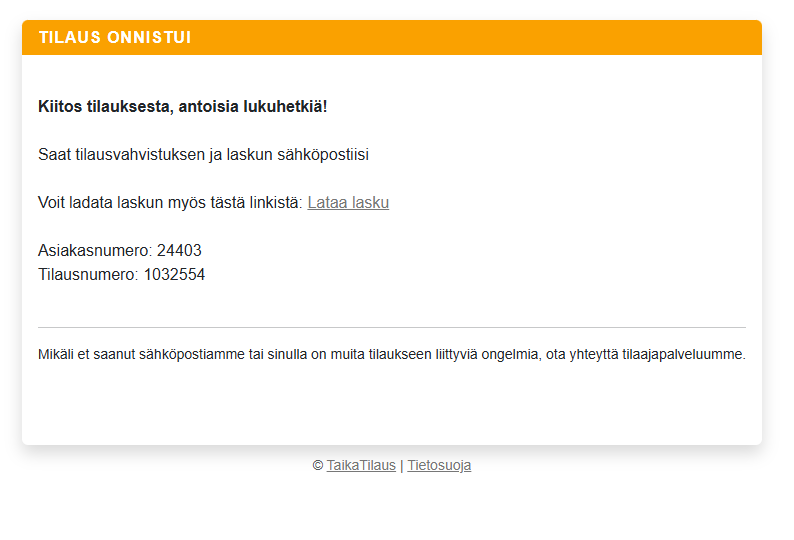 TILAUS ONNISTUI
Kiitos tilauksesta, antoisia lukuhetkiä!
Saat tilausvahvistuksen ja laskun sähköpostiisi
Voit ladata laskun myös tästä linkistä: Lataa lasku
Asiakasnumero: 24403
Tilausnumero: 1032554
Mikäli et saanut sähköpostiamme tai sinulla on muita tilaukseen liittyviä ongelmia, ota yhteyttä tilaajapalveluumme.
© TaikaTilaus | Tietosuoja